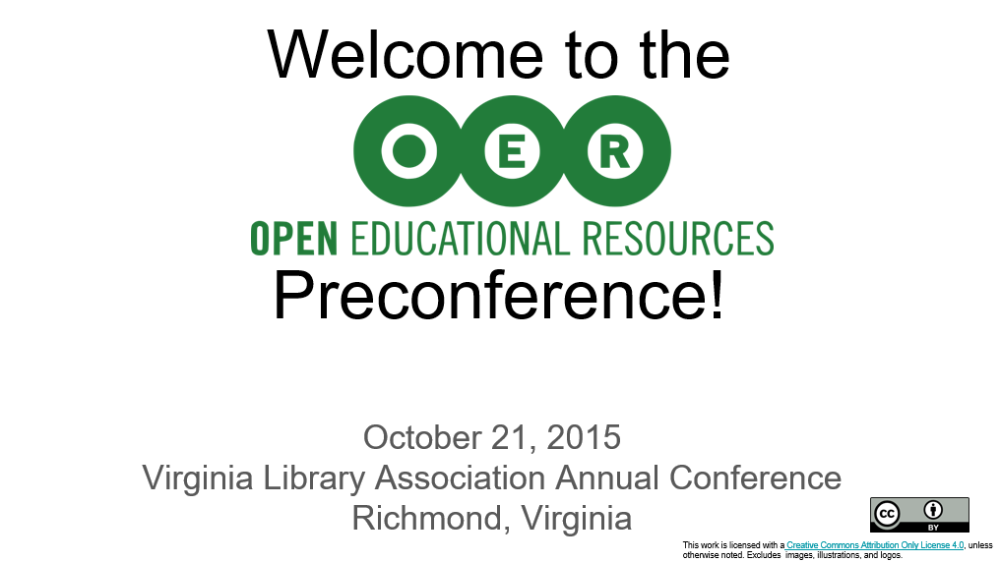 Welcome to the
O E R
OPEN EDUCATIONAL RESOURCES
Preconference!
October 21, 2015
Virginia Library Association Annual Conference
Richmond, Virginia
cc
BY
This work is licensed with a Creative Commons Attribution Only License 4.0, unless
otherwise noted. Excludes images, illustrations, and logos.